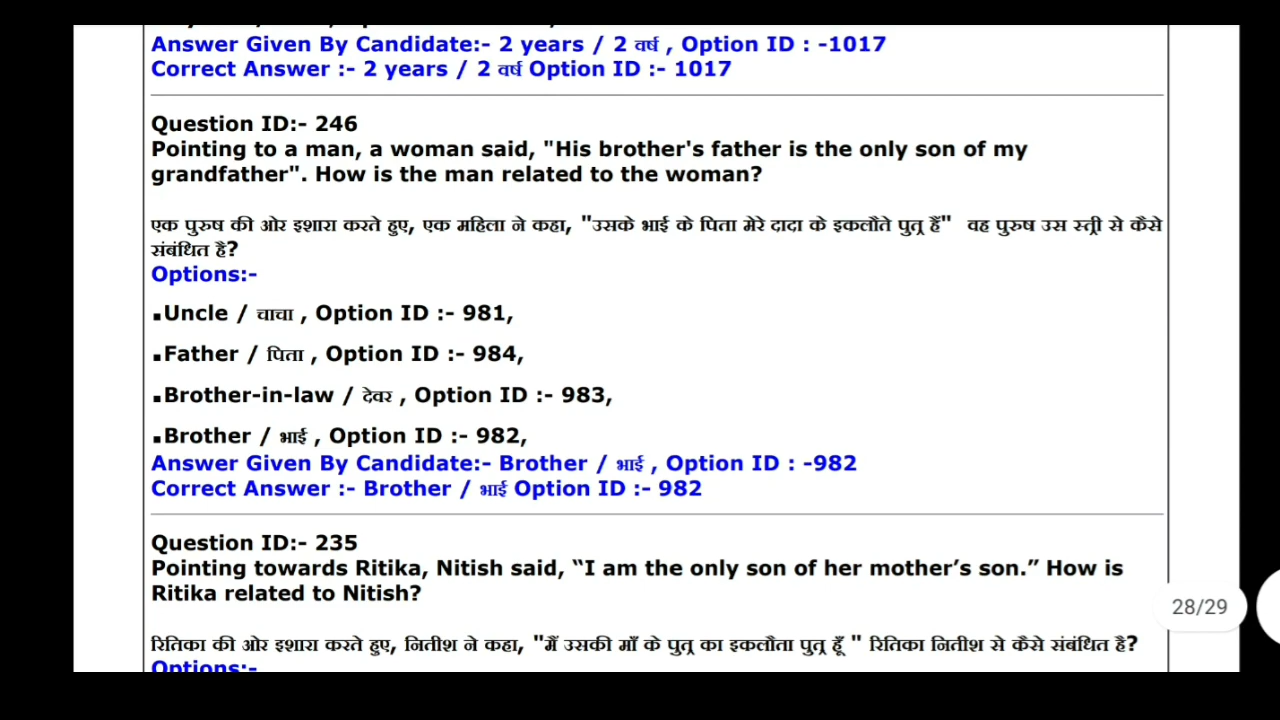 Answer Given By Candidate:- 2 years / 2 वर्ष , Option ID : -1017
Correct Answer :- 2 years / 2 वर्ष Option ID :- 1017
Question ID:- 246
Pointing to a man, a woman said, "His brother's father is the only son of my
grandfather". How is the man related to the woman?
एक पुरुष की ओर इशारा करते हुए, एक महिला ने कहा, "उसके भाई के पिता मेरे दादा के इकलौते पुत्र हैं" वह पुरुष उस स्त्री से कैसे
संबंधित है?
Options:-
▪Uncle / चाचा , Option ID :- 981,
▪Father / पिता , Option ID :- 984,
▪Brother-in-law / देवर , Option ID :- 983,
▪Brother / भाई , Option ID :- 982,
Answer Given By Candidate:- Brother / भाई , Option ID : -982
Correct Answer :- Brother / भाई Option ID :- 982
Question ID:- 235
Pointing towards Ritika, Nitish said, “I am the only son of her mother’s son.” How is
Ritika related to Nitish?
28/29
रितिका की ओर इशारा करते हुए, नितीश ने कहा, "मैं उसकी माँ के पुत्र का इकलौता पुत्र हूँ " रितिका नितीश से कैसे संबंधित है?
Options:-